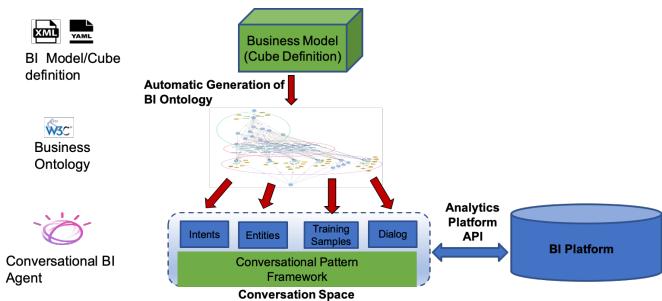 XML
YAML
BI Model/Cube
definition
Business Model
(Cube Definition)
Automatic Generation of
BI Ontology
W3C
Business
Ontology
Intents
Entities
Training
Samples
Dialog
Conversational Pattern
Framework
Conversation Space
Conversational BI
Agent
Analytics
Platform
API
BI Platform